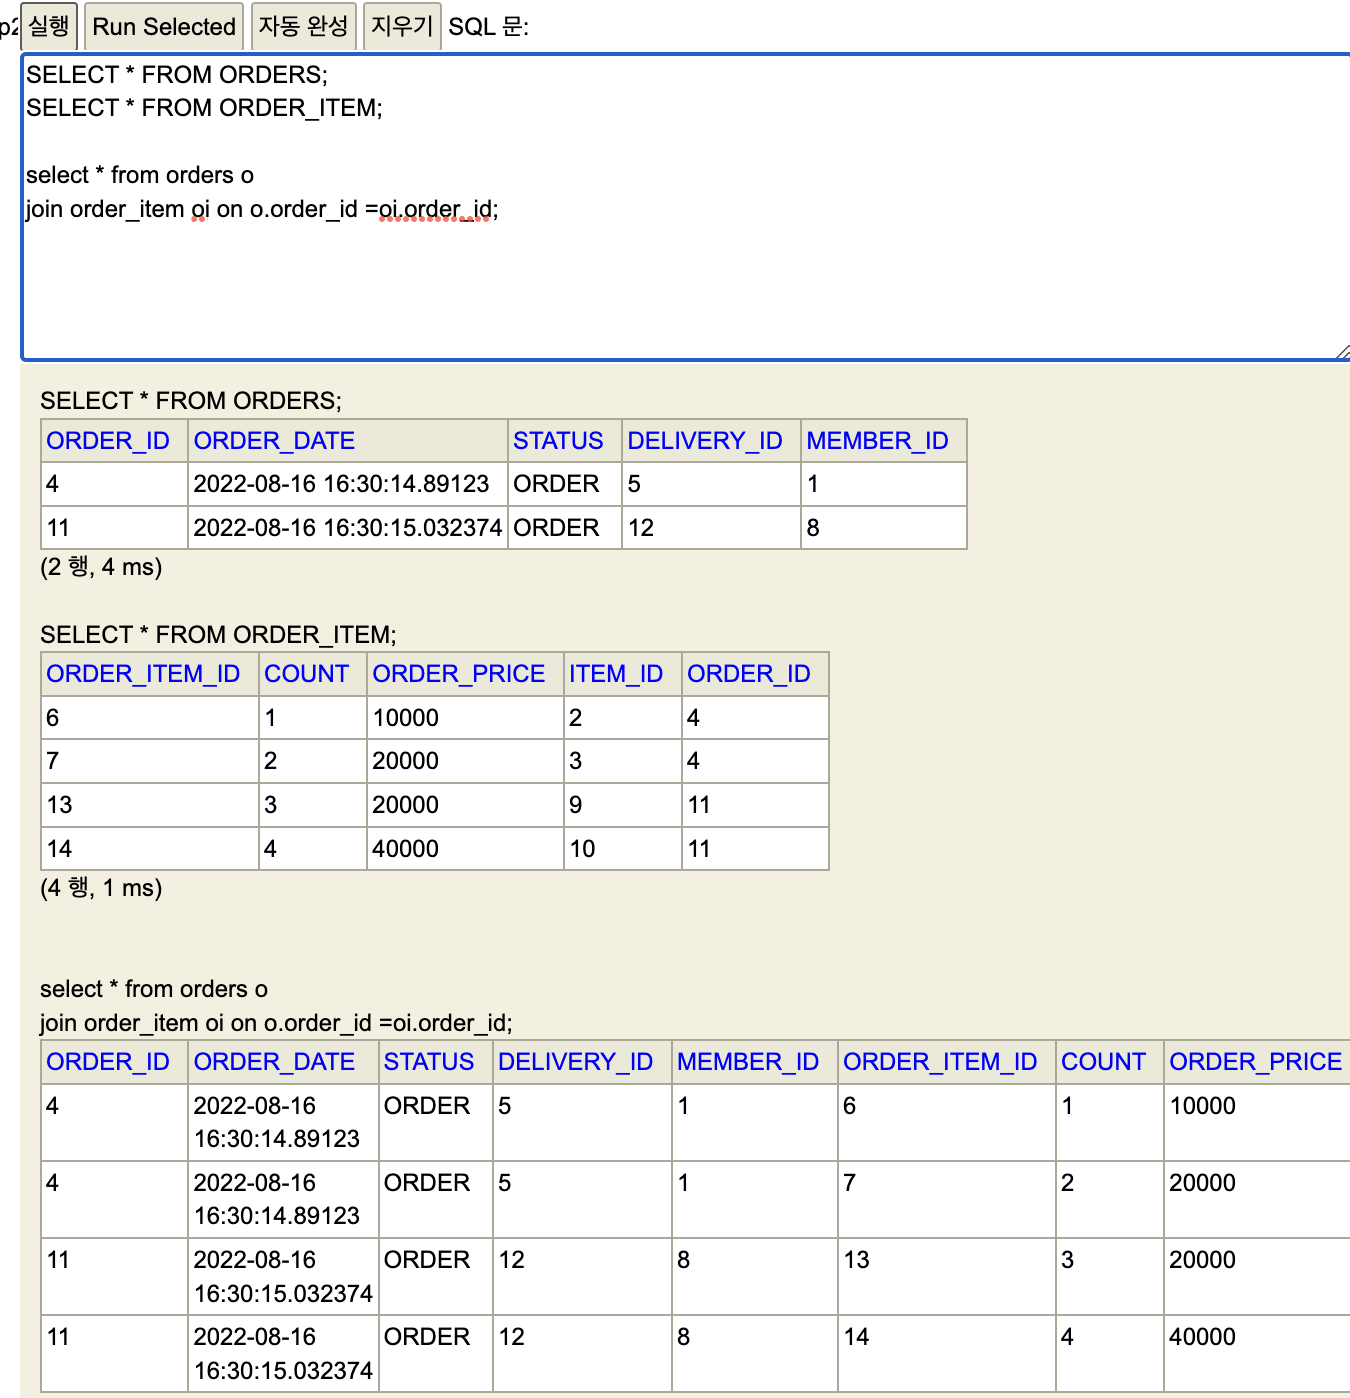 실행 Run Selected 자동 완성 지우기 SQL 문:
SELECT * FROM ORDERS;
SELECT * FROM ORDER_ITEM;
select * from orders o
join order_item oi on o.order_id =oi.order_id;
SELECT * FROM ORDERS;
ORDER_ID ORDER_DATE STATUS DELIVERY_ID MEMBER_ID
4 2022-08-16 16:30:14.89123 ORDER 5 1
11 2022-08-16 16:30:15.032374 ORDER 12 8
(2 행, 4 ms)
SELECT * FROM ORDER_ITEM;
ORDER_ITEM_ID COUNT ORDER_PRICE ITEM_ID ORDER_ID
6 1 10000 2 4
7 2 20000 3 4
13 3 20000 9 11
14 4 40000 10 11
(4 행, 1 ms)
select * from orders o
join order_item oi on o.order_id =oi.order_id;
ORDER_ID ORDER_DATE STATUS DELIVERY_ID MEMBER_ID ORDER_ITEM_ID COUNT ORDER_PRICE
4 2022-08-16 ORDER 5 1 6 1 10000
16:30:14.89123
4 2022-08-16 ORDER 5 1 7 2 20000
16:30:14.89123
11 2022-08-16 ORDER 12 8 13 3 20000
16:30:15.032374
11 2022-08-16 ORDER 12 8 14 4 40000
16:30:15.032374